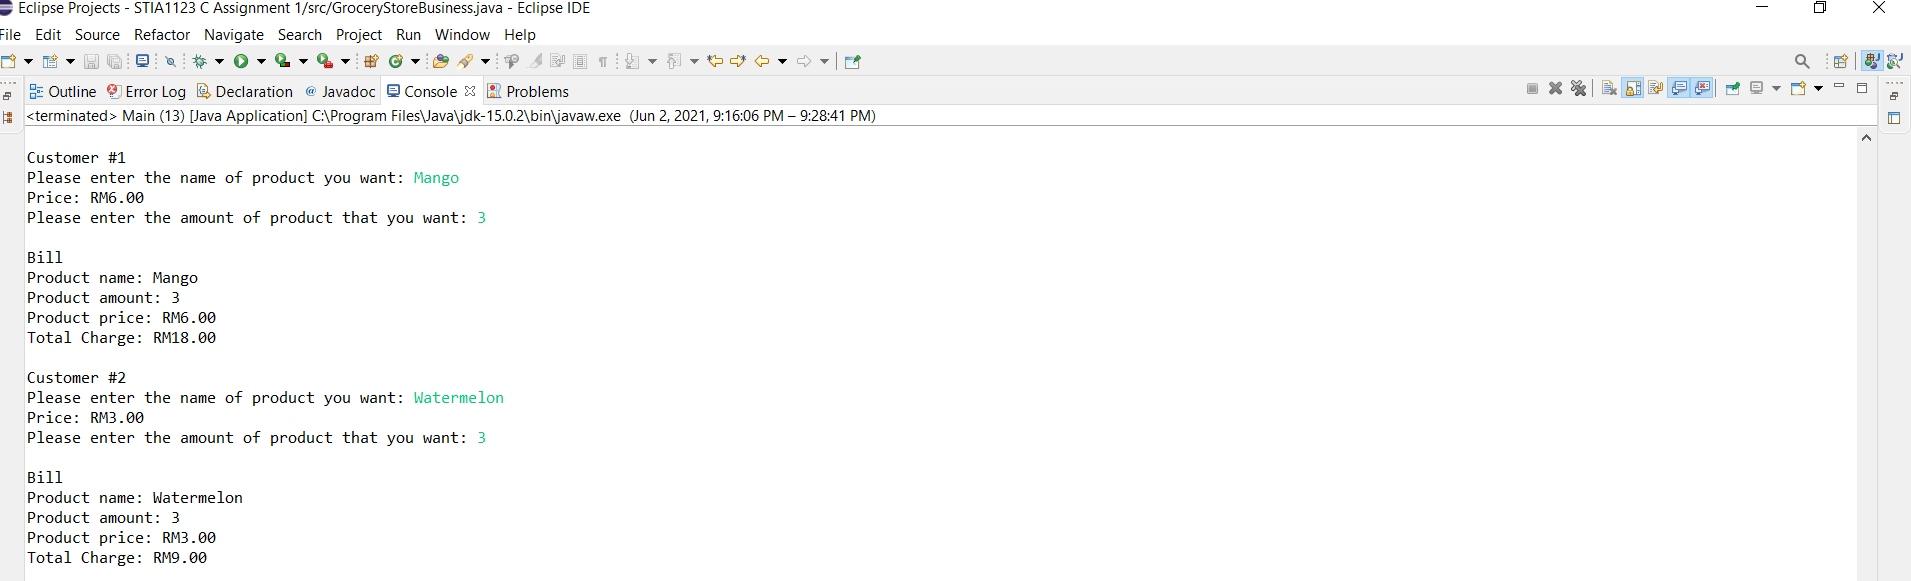 Eclipse Projects - STIA1123 C Assignment 1/src/GroceryStoreBusiness.java - Eclipse IDE
File Edit Source Refactor Navigate Search Project Run Window Help
Outline Error Log Declaration @ Javadoc Console Problems
<terminated> Main (13) [Java Application] C:\Program Files\Java\jdk-15.0.2\bin\javaw.exe (Jun 2, 2021, 9:16:06 PM – 9:28:41 PM)
Customer #1
Please enter the name of product you want: Mango
Price: RM6.00
Please enter the amount of product that you want: 3
Bill
Product name: Mango
Product amount: 3
Product price: RM6.00
Total Charge: RM18.00
Customer #2
Please enter the name of product you want: Watermelon
Price: RM3.00
Please enter the amount of product that you want: 3
Bill
Product name: Watermelon
Product amount: 3
Product price: RM3.00
Total Charge: RM9.00